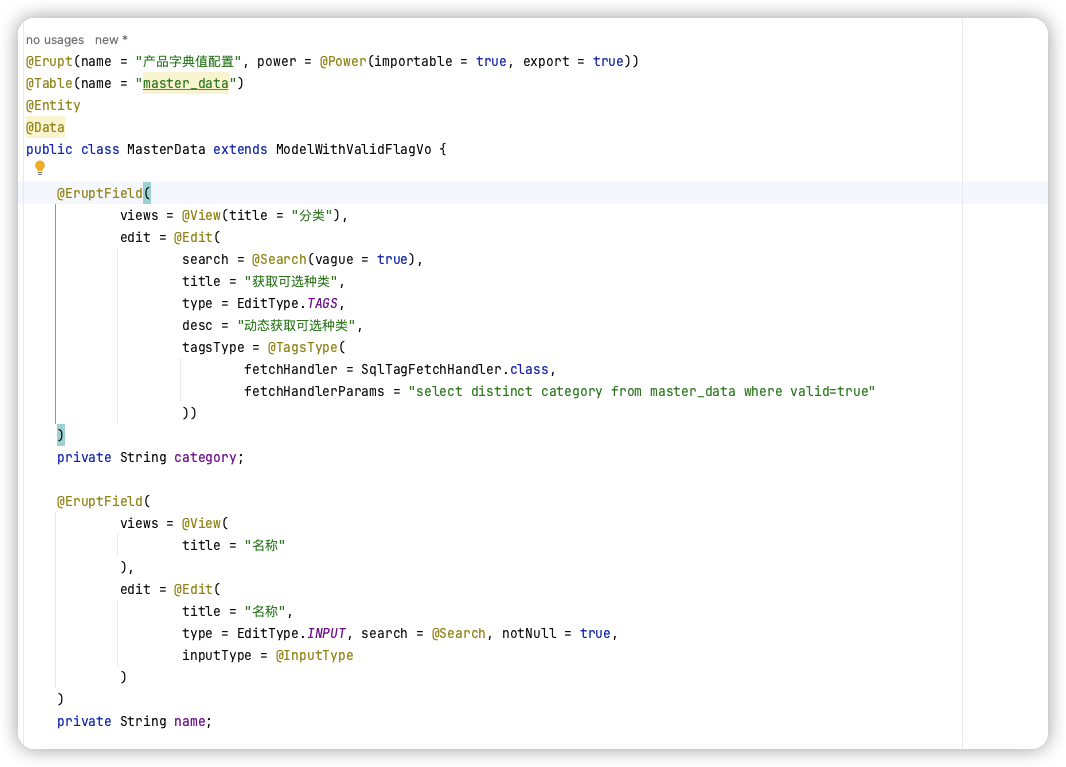 no usages   new *
@Erupt(name = "产品字典值配置", power = @Power(importable = true, export = true))
@Table(name = "master_data")
@Entity
@Data
public class MasterData extends ModelWithValidFlagVo {
    @EruptField(
            views = @View(title = "分类"),
            edit = @Edit(
                    search = @Search(vague = true),
                    title = "获取可选种类",
                    type = EditType.TAGS,
                    desc = "动态获取可选种类",
                    tagsType = @TagsType(
                            fetchHandler = SqlTagFetchHandler.class,
                            fetchHandlerParams = "select distinct category from master_data where valid=true"
                    ))
    )
    private String category;
    @EruptField(
            views = @View(
                    title = "名称"
            ),
            edit = @Edit(
                    title = "名称",
                    type = EditType.INPUT, search = @Search, notNull = true,
                    inputType = @InputType
            )
    )
    private String name;